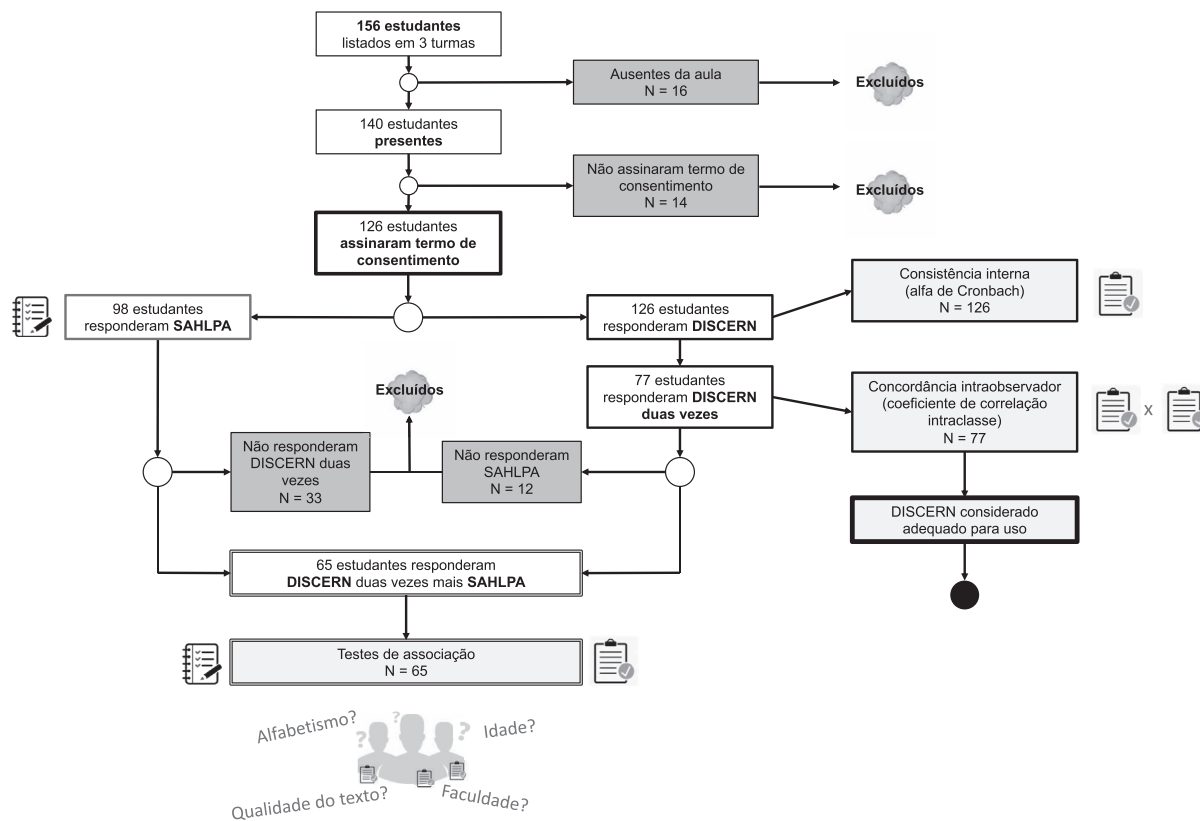 156 estudantes
listados em 3 turmas
Ausentes da aula
N = 16
Excluídos
140 estudantes
presentes
Não assinaram termo de
consentimento
N = 14
Excluídos
126 estudantes
assinaram termo de
consentimento
98 estudantes
responderam SAHLPA
126 estudantes
responderam DISCERN
Consistência interna
(alfa de Cronbach)
N = 126
77 estudantes
responderam DISCERN
duas vezes
Concordância intraobservador
(coeficiente de correlação
intraclasse)
N = 77
X
Excluídos
Não responderam
DISCERN duas
vezes
N = 33
Não responderam
SAHLPA
N = 12
DISCERN considerado
adequado para uso
65 estudantes responderam
DISCERN duas vezes mais SAHLPA
Testes de associação
N = 65
Alfabetismo?
? ? ?
Idade?
Qualidade do texto?
Faculdade?